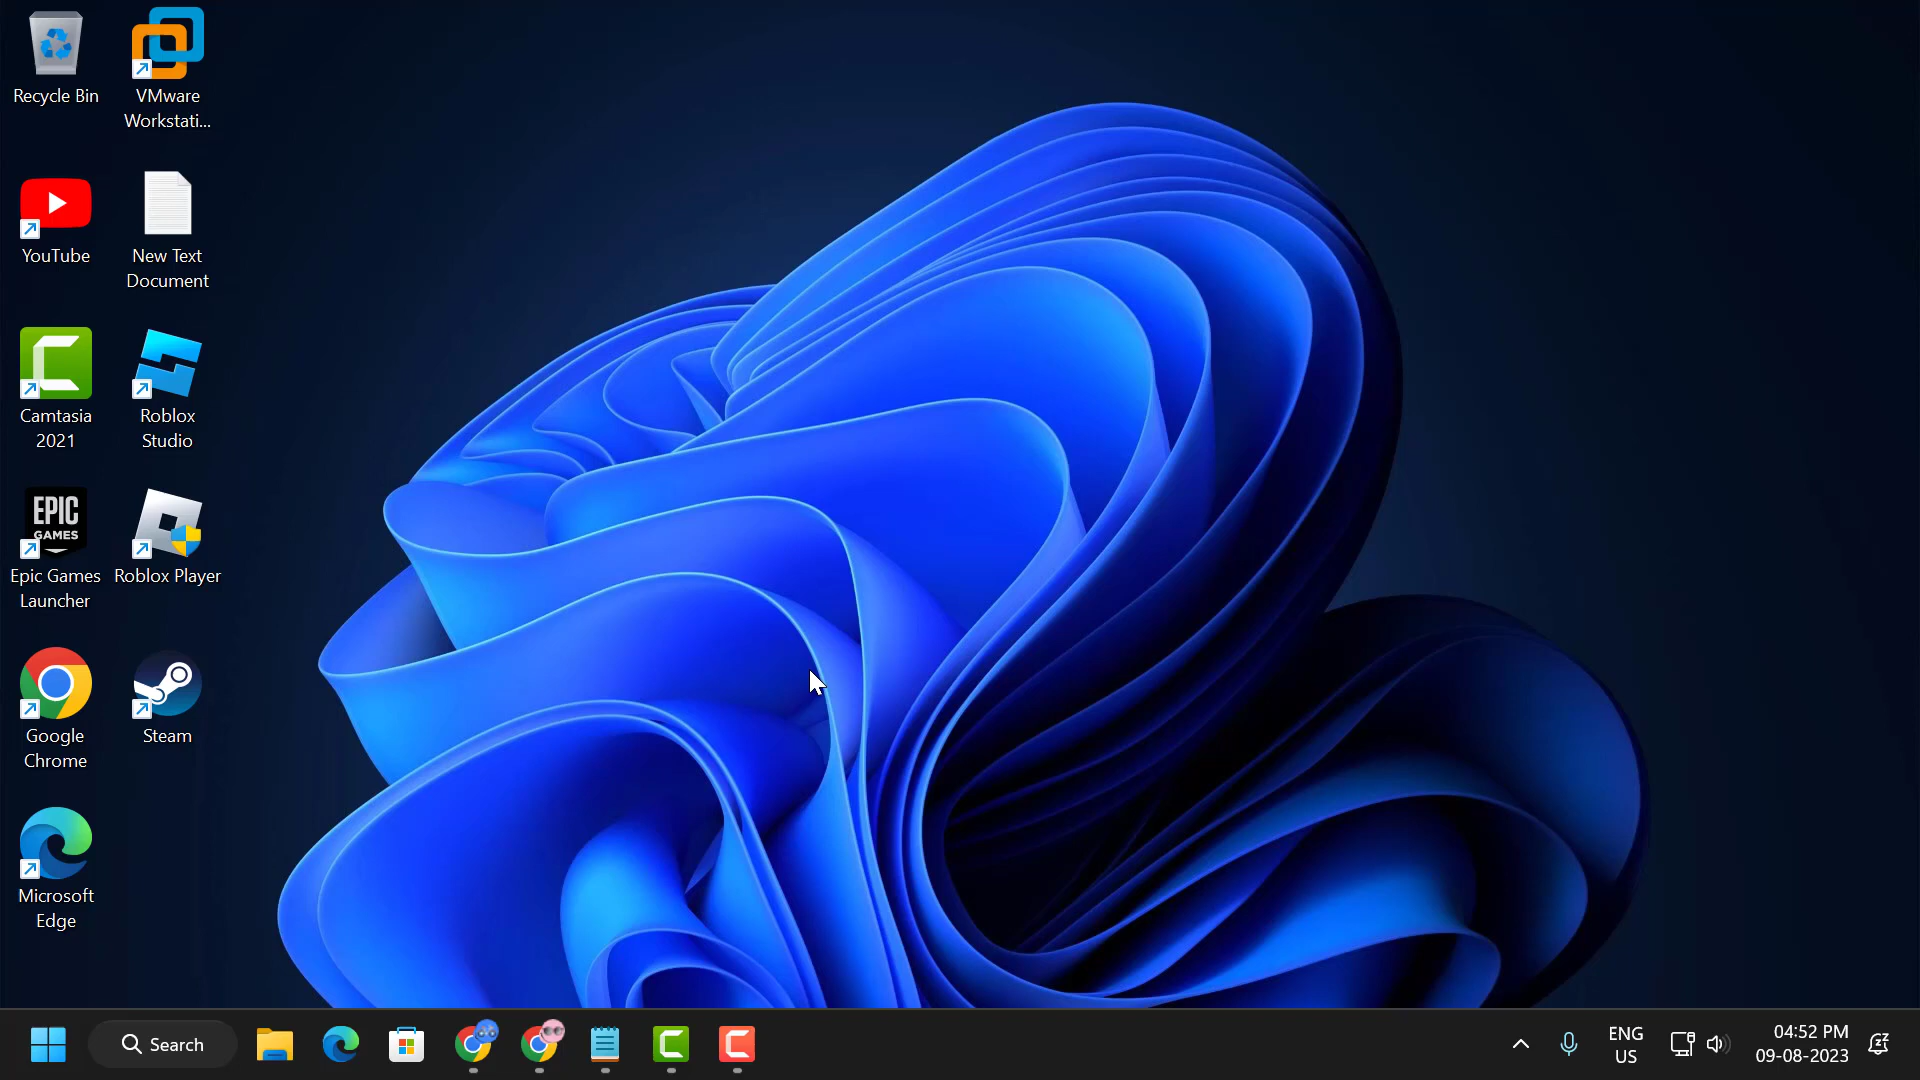 Recycle Bin
VMware
Workstati...
YouTube
New Text
Document
Camtasia
2021
Roblox
Studio
EPIC
GAMES
Epic Games
Launcher
Roblox Player
Google
Chrome
Steam
Microsoft
Edge
Search
ENG
US
04:52 PM
09-08-2023